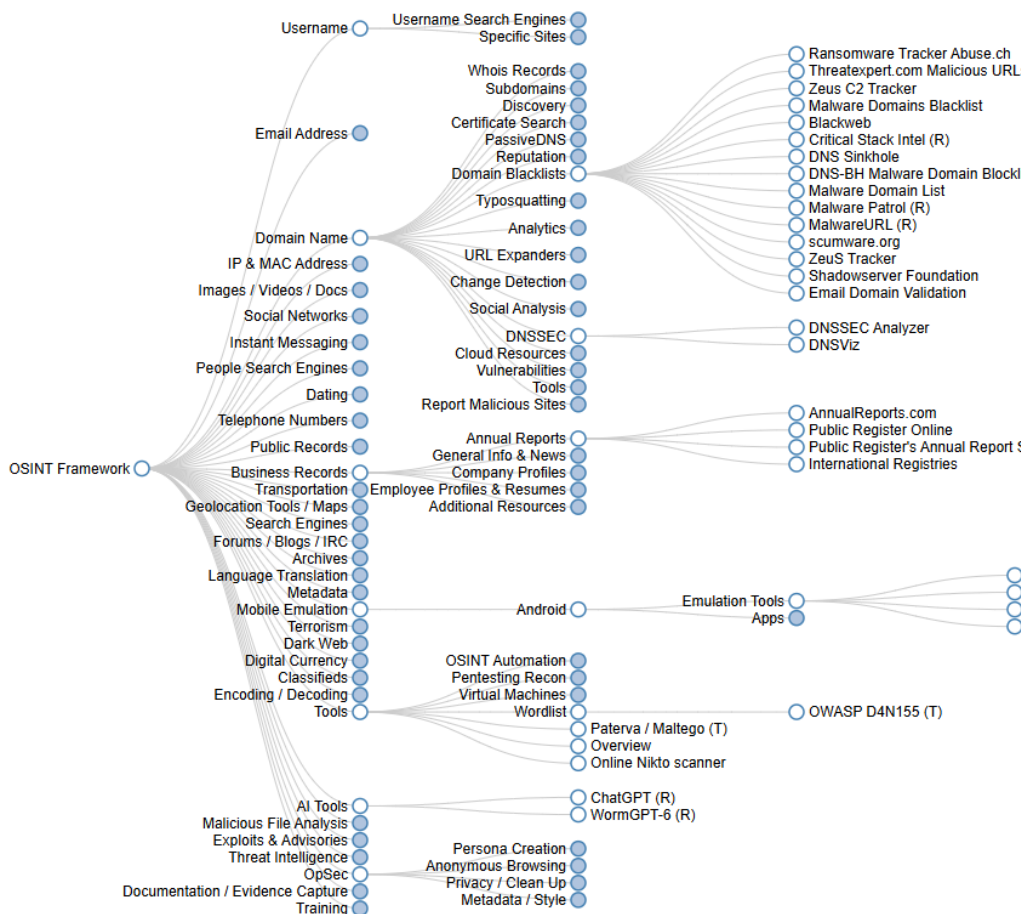 Username
Username Search Engines
Specific Sites
Email Address
Domain Name
Whois Records
Subdomains
Discovery
Certificate Search
PassiveDNS
Reputation
Domain Blacklists
Ransomware Tracker Abuse.ch
Threatexpert.com Malicious URL
Zeus C2 Tracker
Malware Domains Blacklist
Blackweb
Critical Stack Intel (R)
DNS Sinkhole
DNS-BH Malware Domain Blockl
Malware Domain List
Malware Patrol (R)
MalwareURL (R)
scumware.org
ZeuS Tracker
Shadowserver Foundation
Email Domain Validation
Typosquatting
Analytics
URL Expanders
Change Detection
Social Analysis
DNSSEC
DNSSEC Analyzer
DNSViz
Cloud Resources
Vulnerabilities
Tools
Report Malicious Sites
IP & MAC Address
Images / Videos / Docs
Social Networks
Instant Messaging
People Search Engines
Dating
Telephone Numbers
Public Records
OSINT Framework
Business Records
Annual Reports
AnnualReports.com
Public Register Online
Public Register's Annual Report S
International Registries
General Info & News
Company Profiles
Employee Profiles & Resumes
Additional Resources
Transportation
Geolocation Tools / Maps
Search Engines
Forums / Blogs / IRC
Archives
Language Translation
Metadata
Mobile Emulation
Android
Emulation Tools
Apps
Terrorism
Dark Web
Digital Currency
Classifieds
Encoding / Decoding
Tools
OSINT Automation
Pentesting Recon
Virtual Machines
Wordlist
OWASP D4N155 (T)
Paterva / Maltego (T)
Overview
Online Nikto scanner
AI Tools
ChatGPT (R)
WormGPT-6 (R)
Malicious File Analysis
Exploits & Advisories
Threat Intelligence
OpSec
Persona Creation
Anonymous Browsing
Privacy / Clean Up
Metadata / Style
Documentation / Evidence Capture
Training